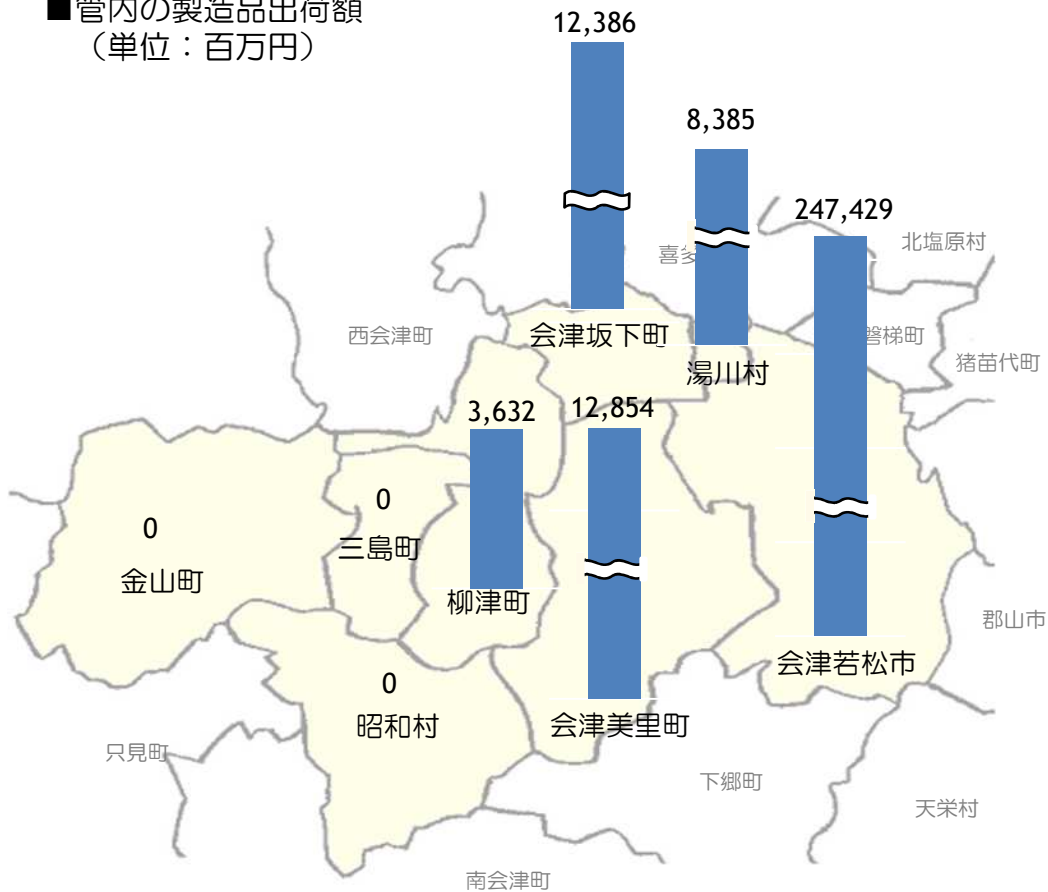 ■管内の製造品出荷額
（単位：百万円）
12,386
8,385
247,429
北塩原村
喜多
西会津町
会津坂下町
磐梯町
猪苗代町
湯川村
3,632
12,854
0
三島町
0
金山町
柳津町
郡山市
会津若松市
0
昭和村
会津美里町
只見町
下郷町
天栄村
南会津町